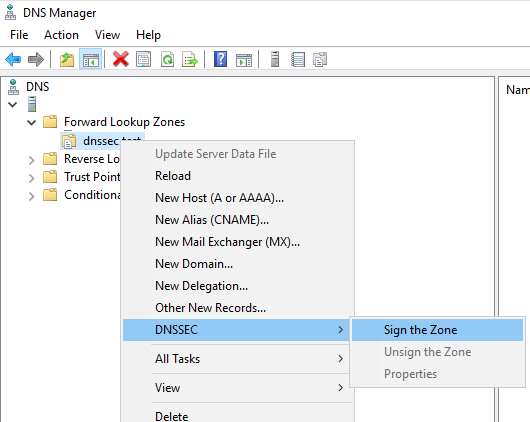 DNS Manager
File Action View Help
DNS
Forward Lookup Zones
dnssec.test
Reverse Lo
Trust Point
Conditiona
Nam
Update Server Data File
Reload
New Host (A or AAAA)...
New Alias (CNAME)...
New Mail Exchanger (MX)...
New Domain...
New Delegation...
Other New Records...
DNSSEC
All Tasks
View
Delete
Sign the Zone
Unsign the Zone
Properties